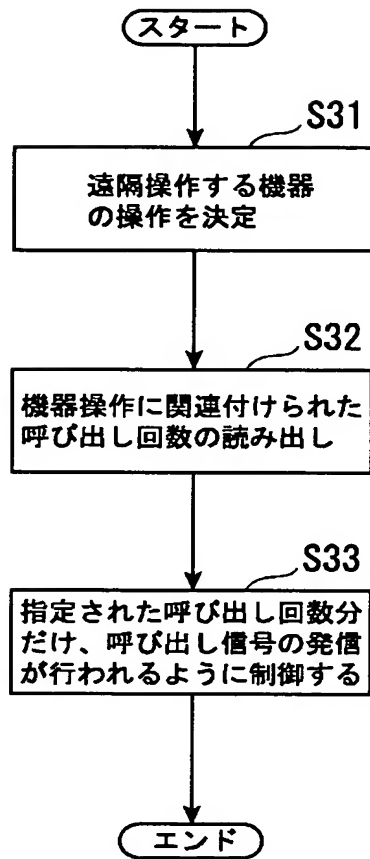 スタート
S31
遠隔操作する機器
の操作を決定
S32
機器操作に関連付けられた
呼び出し回数の読み出し
S33
指定された呼び出し回数分
だけ、呼び出し信号の発信
が行われるように制御する
エンド